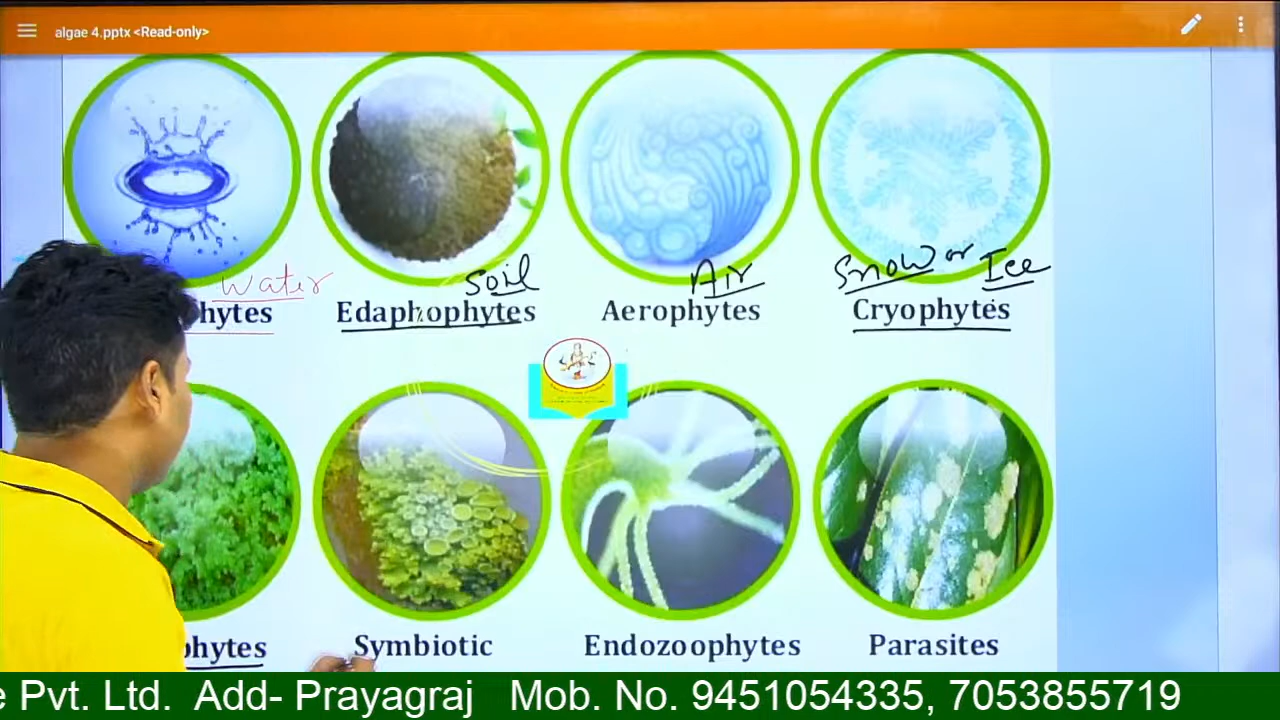 algae 4.pptx <Read-only>
Water Soil Air Snow or Ice
hytes Edaphophytes Aerophytes Cryophytes
phytes Symbiotic Endozoophytes Parasites
e Pvt. Ltd. Add- Prayagraj Mob. No. 9451054335, 7053855719